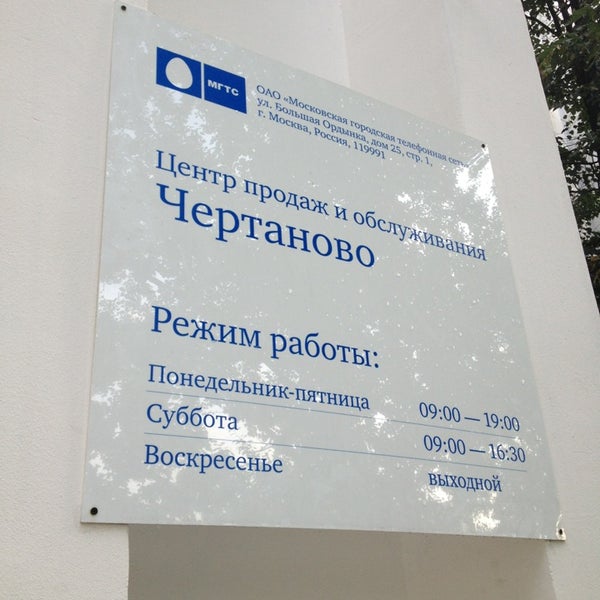 МГТС
ОАО «Московская городская телефонная сеть»
ул. Большая Ордынка, дом 25, стр. 1,
г. Москва, Россия, 119991
Центр продаж и обслуживания
Чертаново
Режим работы:
Понедельник-пятница 09:00 — 19:00
Суббота 09:00 — 16:30
Воскресенье выходной